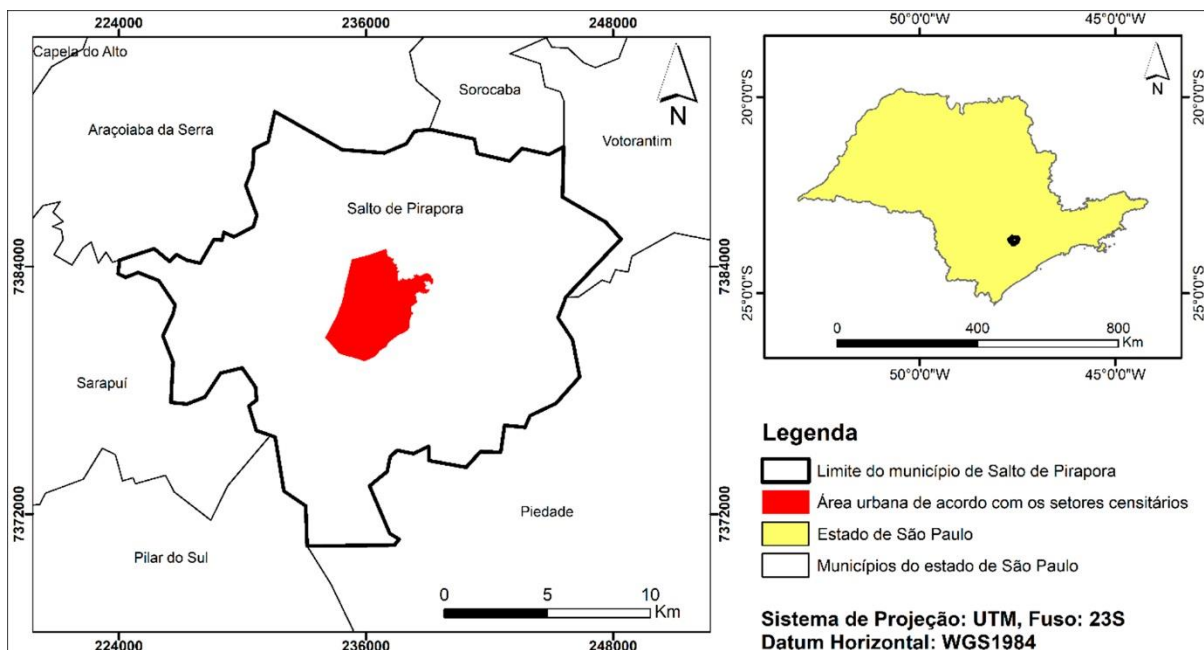 224000
236000
248000
Capela do Alto
Sorocaba
N
Araçoiaba da Serra
Votorantim
Salto de Pirapora
7384000
7384000
Sarapuí
7372000
7372000
Piedade
Pilar do Sul
0
5
10
Km
224000
236000
248000
50°0'0"W
45°0'0"W
N
20°0'0"S
20°0'0"S
25°0'0"S
25°0'0"S
0
400
800
Km
50°0'0"W
45°0'0"W
Legenda
Limite do município de Salto de Pirapora
Área urbana de acordo com os setores censitários
Estado de São Paulo
Municípios do estado de São Paulo
Sistema de Projeção: UTM, Fuso: 23S
Datum Horizontal: WGS1984